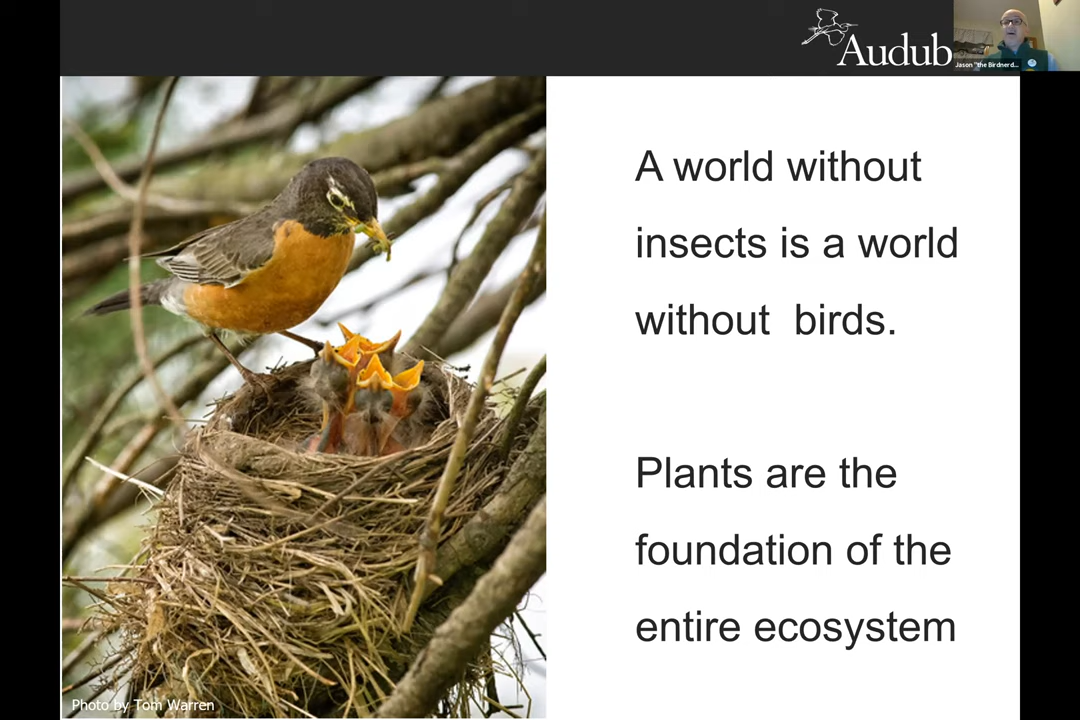 Audub
Jason "the Birdnerd...
A world without
insects is a world
without  birds.
Plants are the
foundation of the
entire ecosystem
Photo by Tom Warren